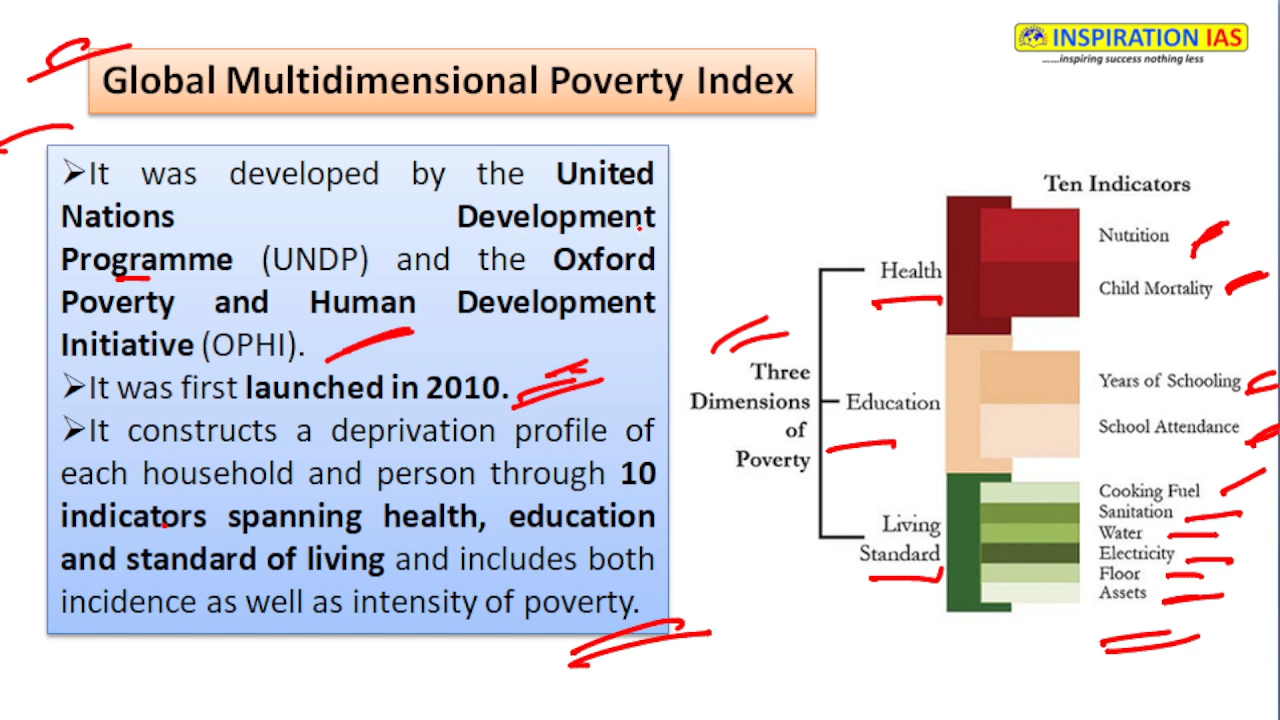 INSPIRATION IAS
......inspiring success nothing less
Global Multidimensional Poverty Index
➢It was developed by the United
Nations Development
Programme (UNDP) and the Oxford
Poverty and Human Development
Initiative (OPHI).
➢It was first launched in 2010.
➢It constructs a deprivation profile of
each household and person through 10
indicators spanning health, education
and standard of living and includes both
incidence as well as intensity of poverty.
Ten Indicators
Three
Dimensions
of
Poverty
Health
Nutrition
Child Mortality
Education
Years of Schooling
School Attendance
Living
Standard
Cooking Fuel
Sanitation
Water
Electricity
Floor
Assets